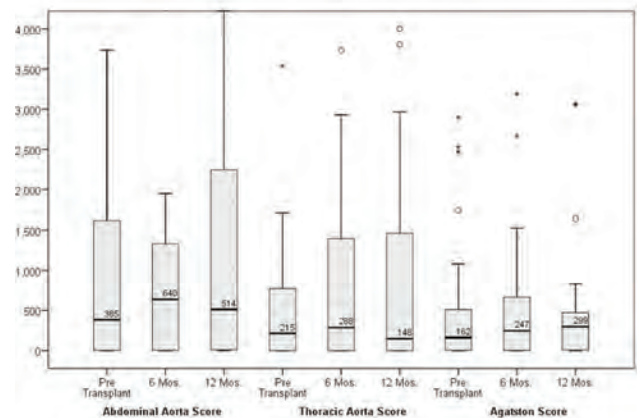 4,000
3,500
3,000
2,500
2,000
1,500
1,000
500
0
385
640
514
215
288
148
162
247
299
Pre Transplant
6 Mos.
12 Mos.
Pre Transplant
6 Mos.
12 Mos.
Pre Transplant
6 Mos.
12 Mos.
Abdominal Aorta Score
Thoracic Aorta Score
Agatston Score